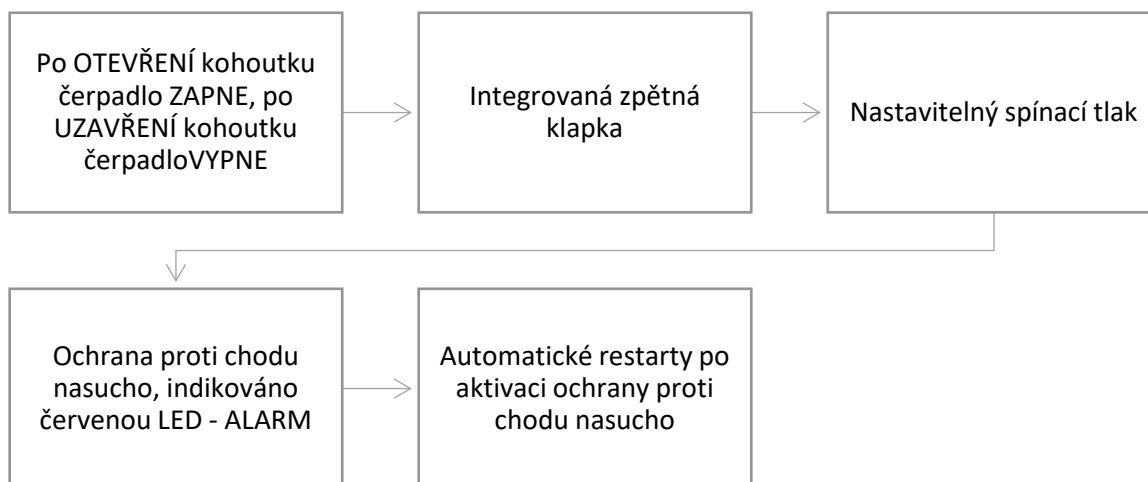 Po OTEVŘENÍ kohoutku
čerpadlo ZAPNE, po
UZAVŘENÍ kohoutku
čerpadloVYPNE
Integrovaná zpětná
klapka
Nastavitelný spínací tlak
Ochrana proti chodu
nasucho, indikováno
červenou LED - ALARM
Automatické restarty po
aktivaci ochrany proti
chodu nasucho